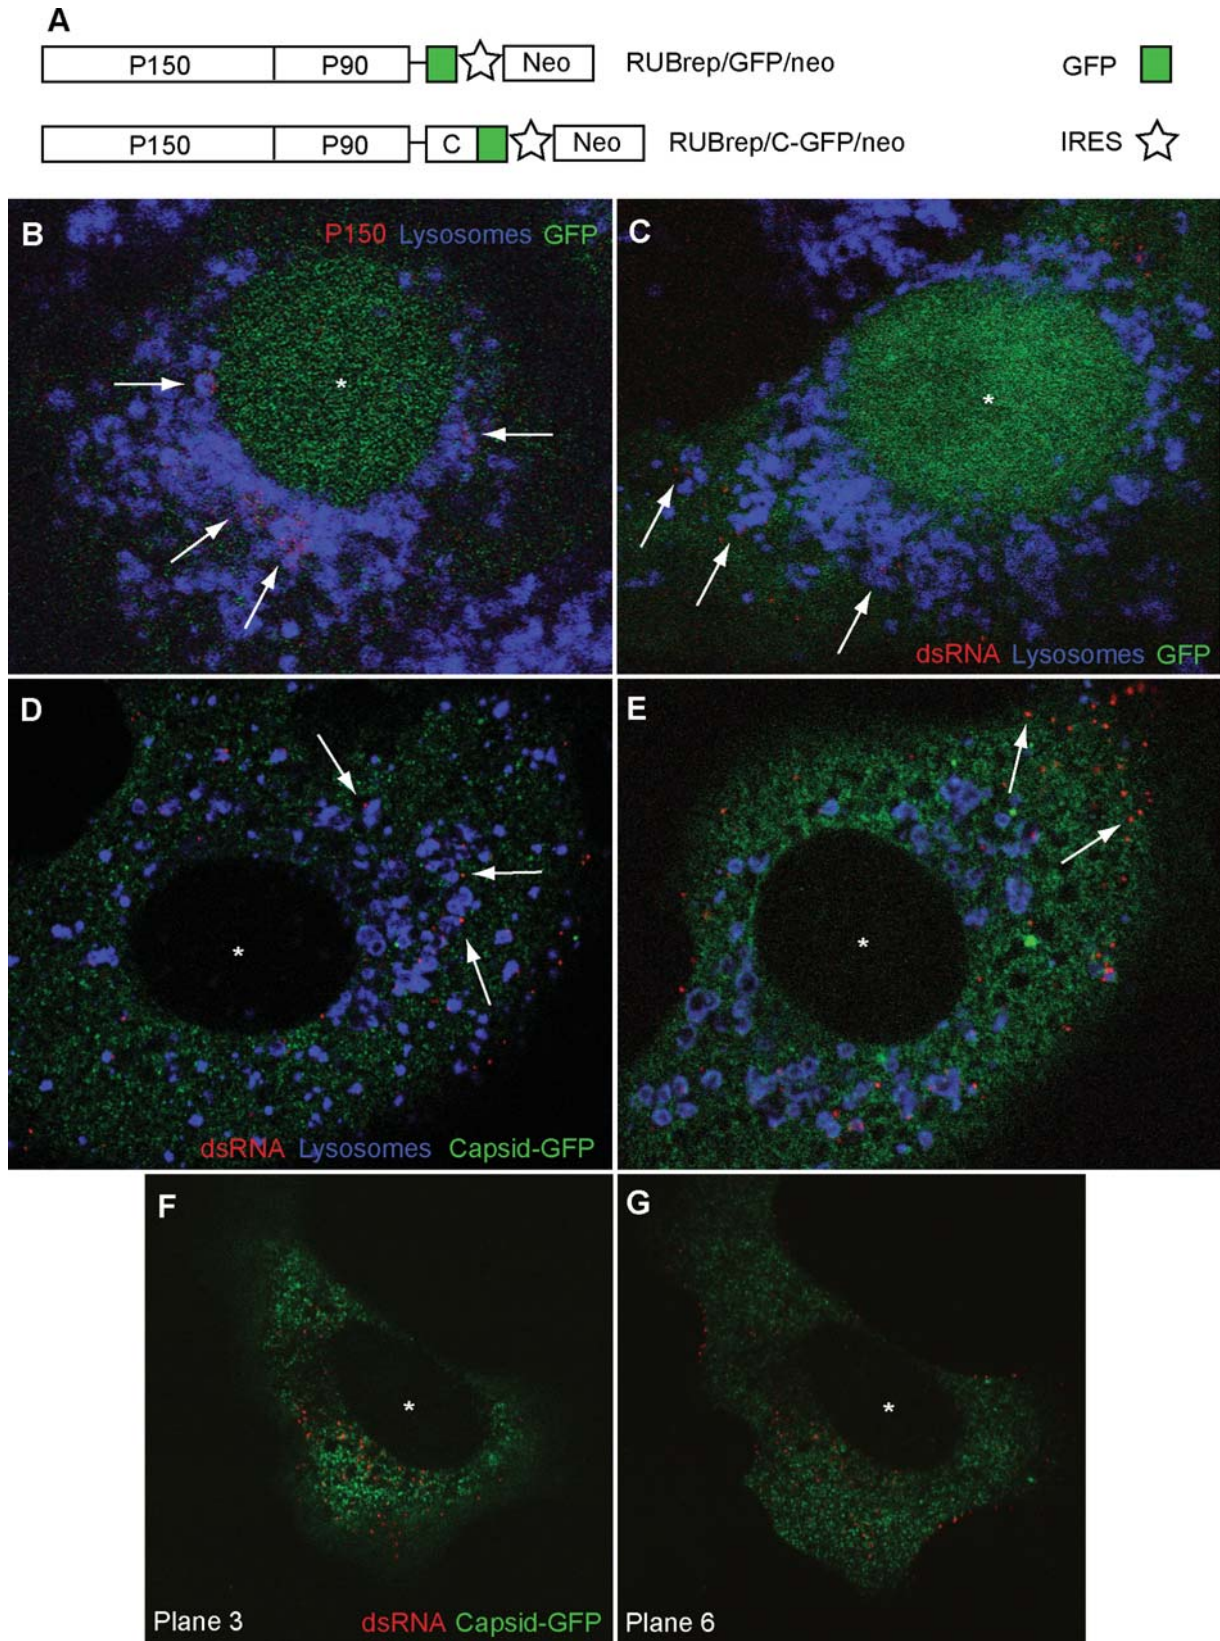 A
P150 P90 Neo RUBrep/GFP/neo GFP
P150 P90 C Neo RUBrep/C-GFP/neo IRES
B P150 Lysosomes GFP
*
C
*
dsRNA Lysosomes GFP
D
*
dsRNA Lysosomes Capsid-GFP
E
*
F
*
Plane 3 dsRNA Capsid-GFP
G
*
Plane 6